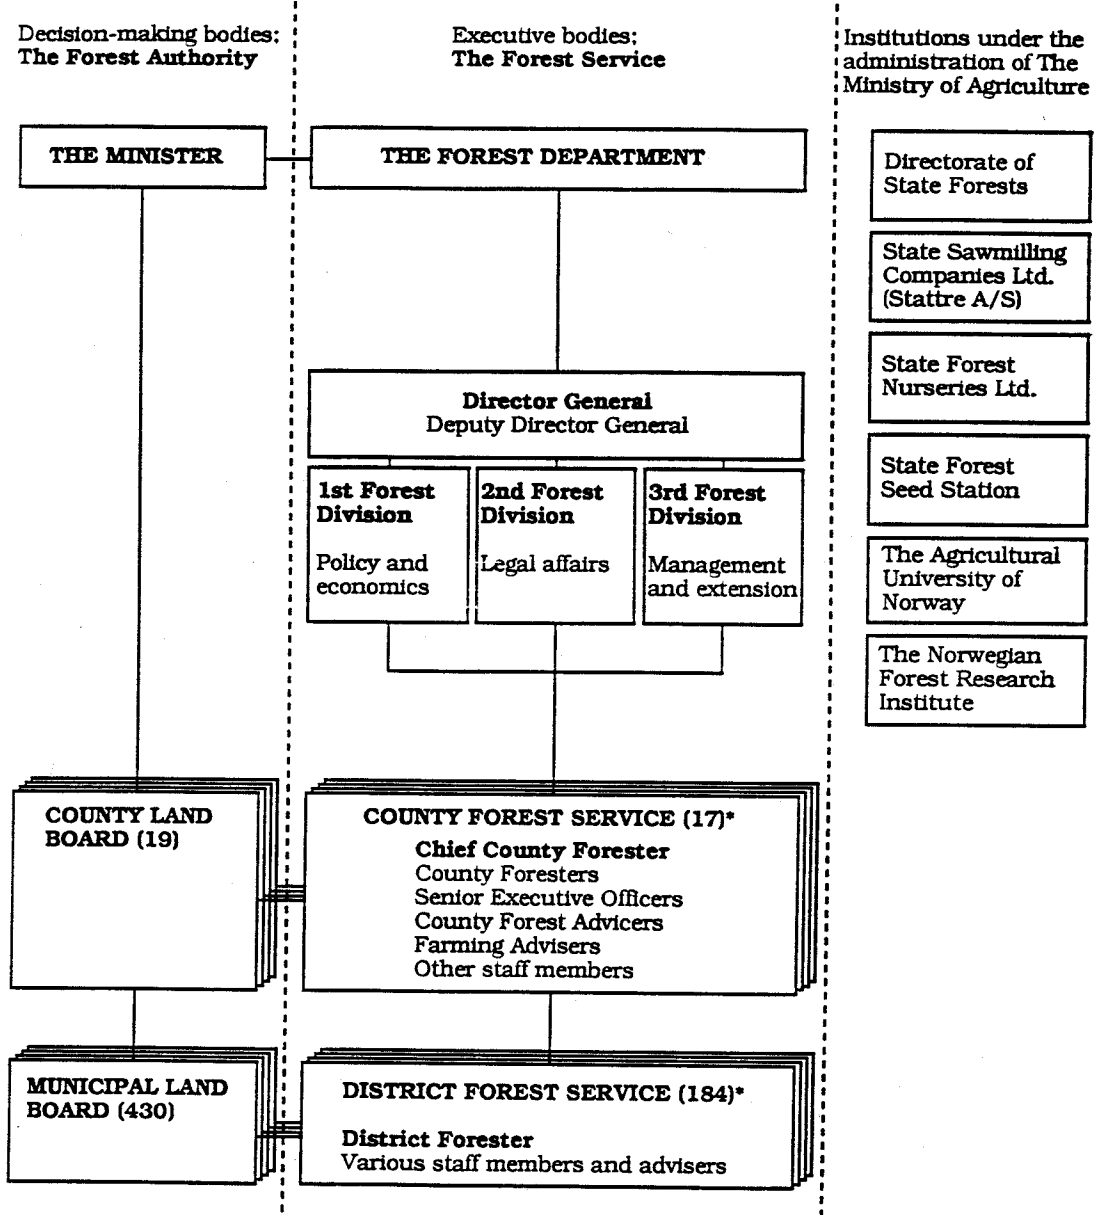 Decision-making bodies:
The Forest Authority
Executive bodies:
The Forest Service
Institutions under the
administration of The
Ministry of Agriculture
THE MINISTER
THE FOREST DEPARTMENT
Directorate of
State Forests
State Sawmilling
Companies Ltd.
(Stattre A/S)
State Forest
Nurseries Ltd.
State Forest
Seed Station
The Agricultural
University of
Norway
The Norwegian
Forest Research
Institute
Director General
Deputy Director General
1st Forest
Division
Policy and
economics
2nd Forest
Division
Legal affairs
3rd Forest
Division
Management
and extension
COUNTY LAND
BOARD (19)
COUNTY FOREST SERVICE (17)*
Chief County Forester
County Foresters
Senior Executive Officers
County Forest Advicers
Farming Advisers
Other staff members
MUNICIPAL LAND
BOARD (430)
DISTRICT FOREST SERVICE (184)*
District Forester
Various staff members and advisers